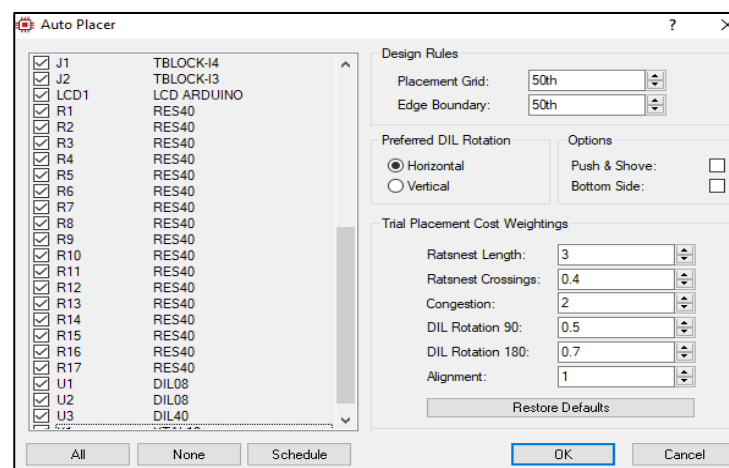 Auto Placer
?
J1 TBLOCK-I4
J2 TBLOCK-I3
LCD1 LCD ARDUINO
R1 RES40
R2 RES40
R3 RES40
R4 RES40
R5 RES40
R6 RES40
R7 RES40
R8 RES40
R9 RES40
R10 RES40
R11 RES40
R12 RES40
R13 RES40
R14 RES40
R15 RES40
R16 RES40
R17 RES40
U1 DIL08
U2 DIL08
U3 DIL40
All None Schedule
Design Rules
Placement Grid: 50th
Edge Boundary: 50th
Preferred DIL Rotation
Horizontal
Vertical
Options
Push & Shove:
Bottom Side:
Trial Placement Cost Weightings
Ratsnest Length: 3
Ratsnest Crossings: 0.4
Congestion: 2
DIL Rotation 90: 0.5
DIL Rotation 180: 0.7
Alignment: 1
Restore Defaults
OK Cancel